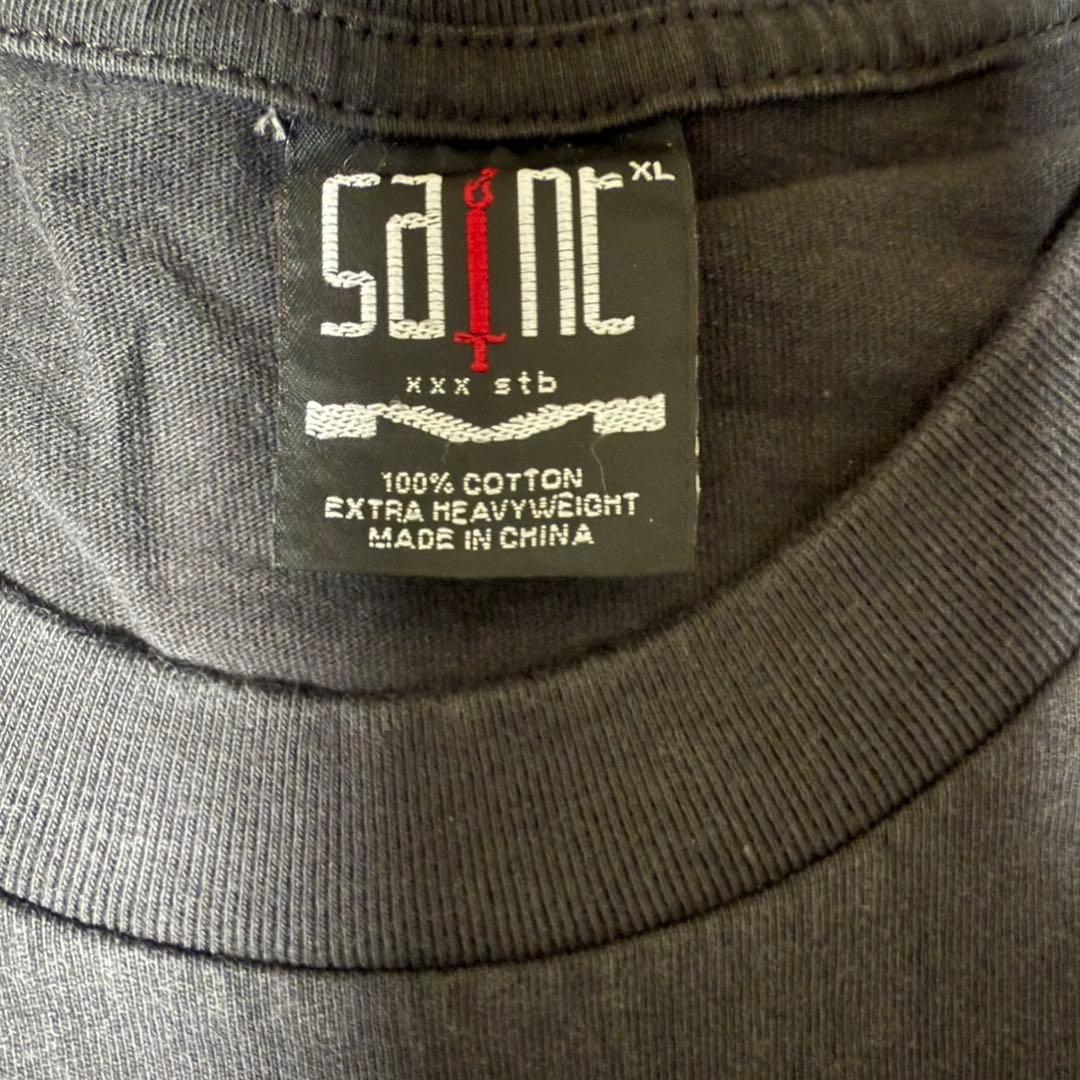 saint XL
xxx stb
100% COTTON
EXTRA HEAVYWEIGHT
MADE IN CHINA